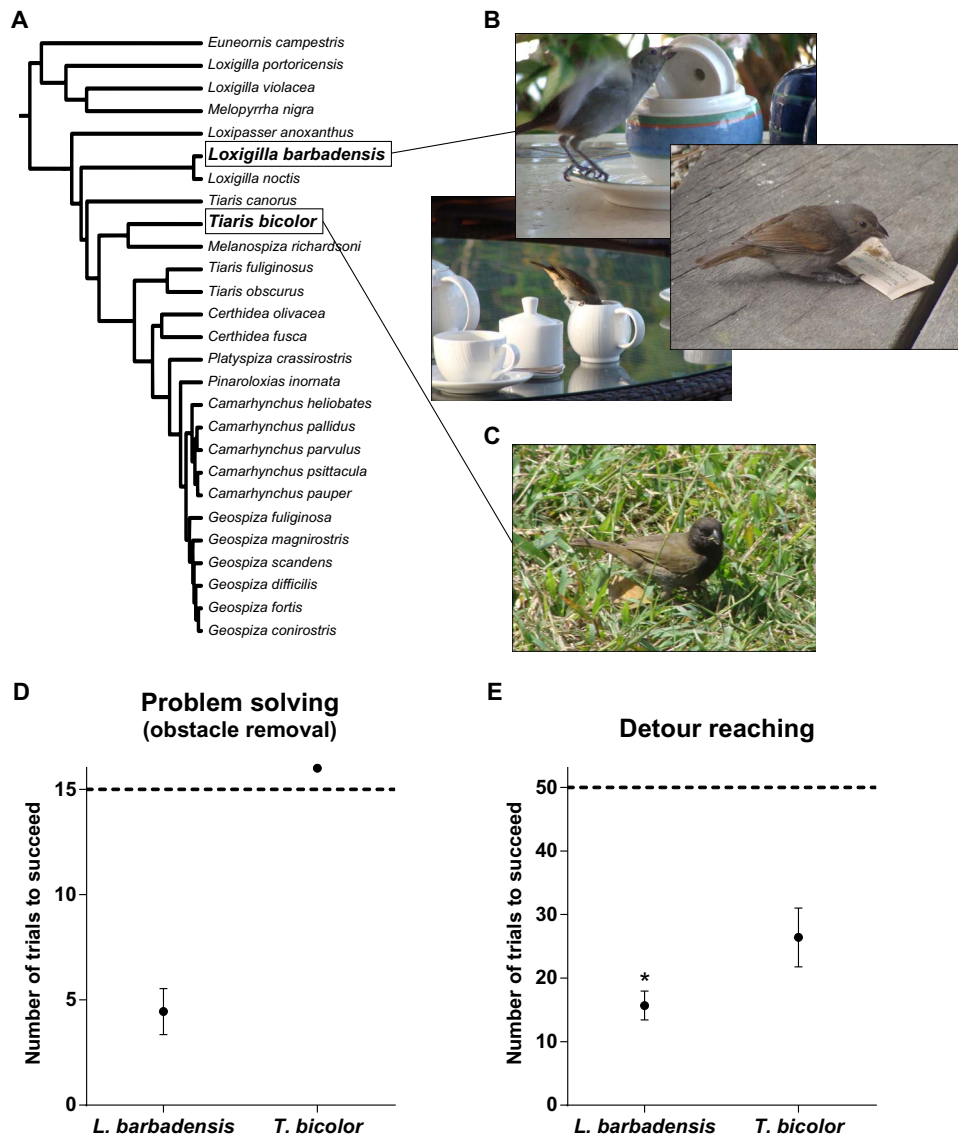 A
Euneornis campestris
Loxigilla portoricensis
Loxigilla violacea
Melopyrrha nigra
Loxipasser anoxanthus
Loxigilla barbadensis
Loxigilla noctis
Tiaris canorus
Tiaris bicolor
Melanospiza richardsoni
Tiaris fuliginosus
Tiaris obscurus
Certhidea olivacea
Certhidea fusca
Platyspiza crassirostris
Pinaroloxias inornata
Camarhynchus heliobates
Camarhynchus pallidus
Camarhynchus parvulus
Camarhynchus psittacula
Camarhynchus pauper
Geospiza fuliginosa
Geospiza magnirostris
Geospiza scandens
Geospiza difficilis
Geospiza fortis
Geospiza conirostris
B
C
D
Problem solving
(obstacle removal)
Number of trials to succeed
15
10
5
0
L. barbadensis
T. bicolor
E
Detour reaching
Number of trials to succeed
50
40
30
20
10
0
*
L. barbadensis
T. bicolor